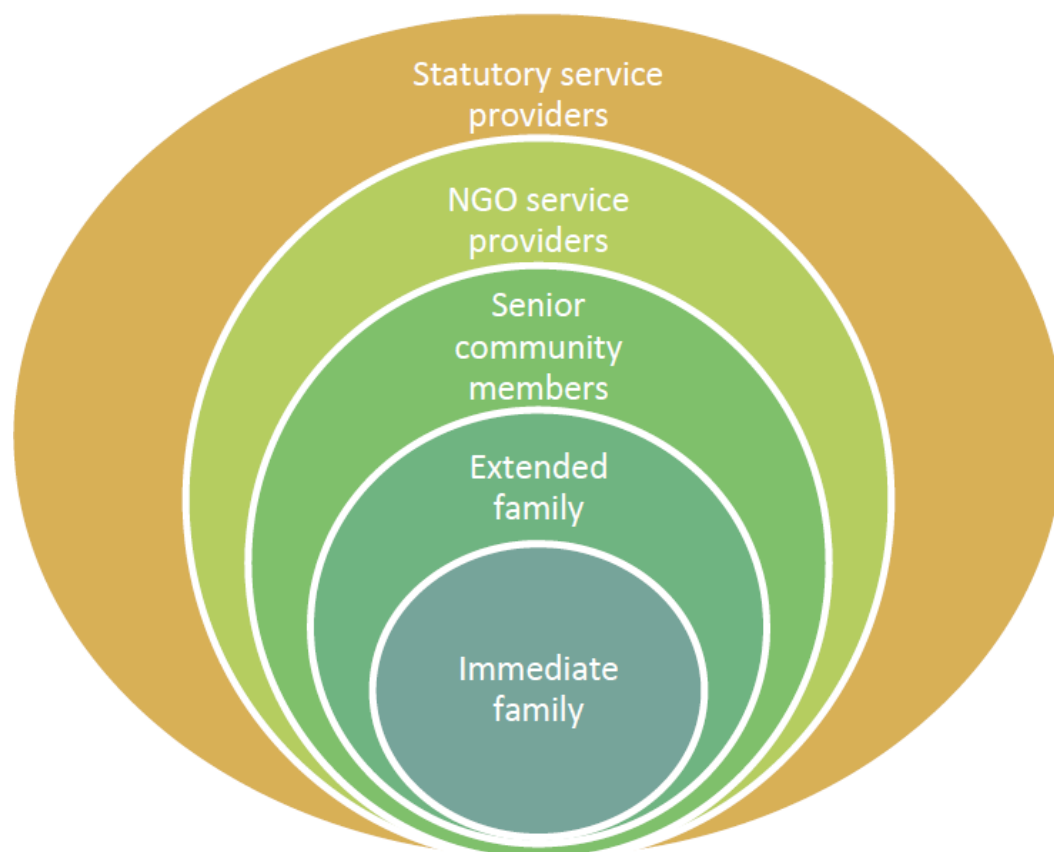 Statutory service
providers
NGO service
providers
Senior
community
members
Extended
family
Immediate
family